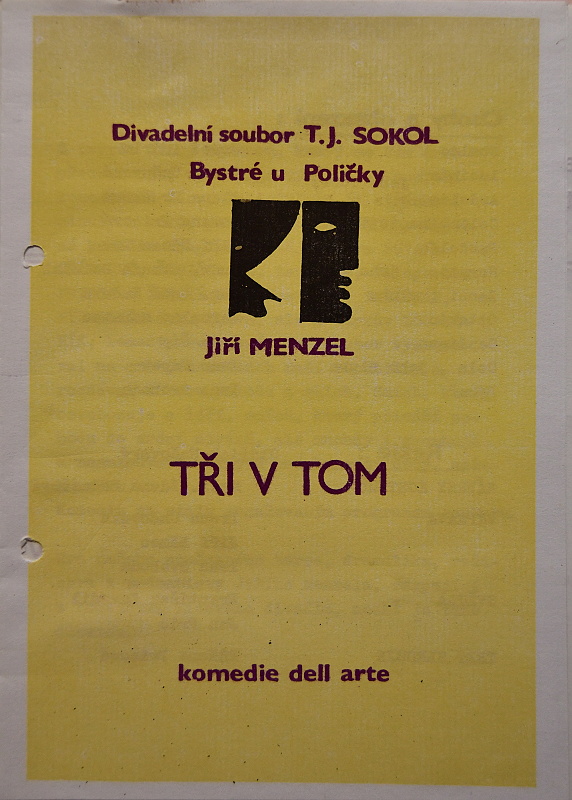 Divadelní soubor T.J. SOKOL
Bystré u Poličky
Jiří MENZEL
TŘI V TOM
komedie dell arte